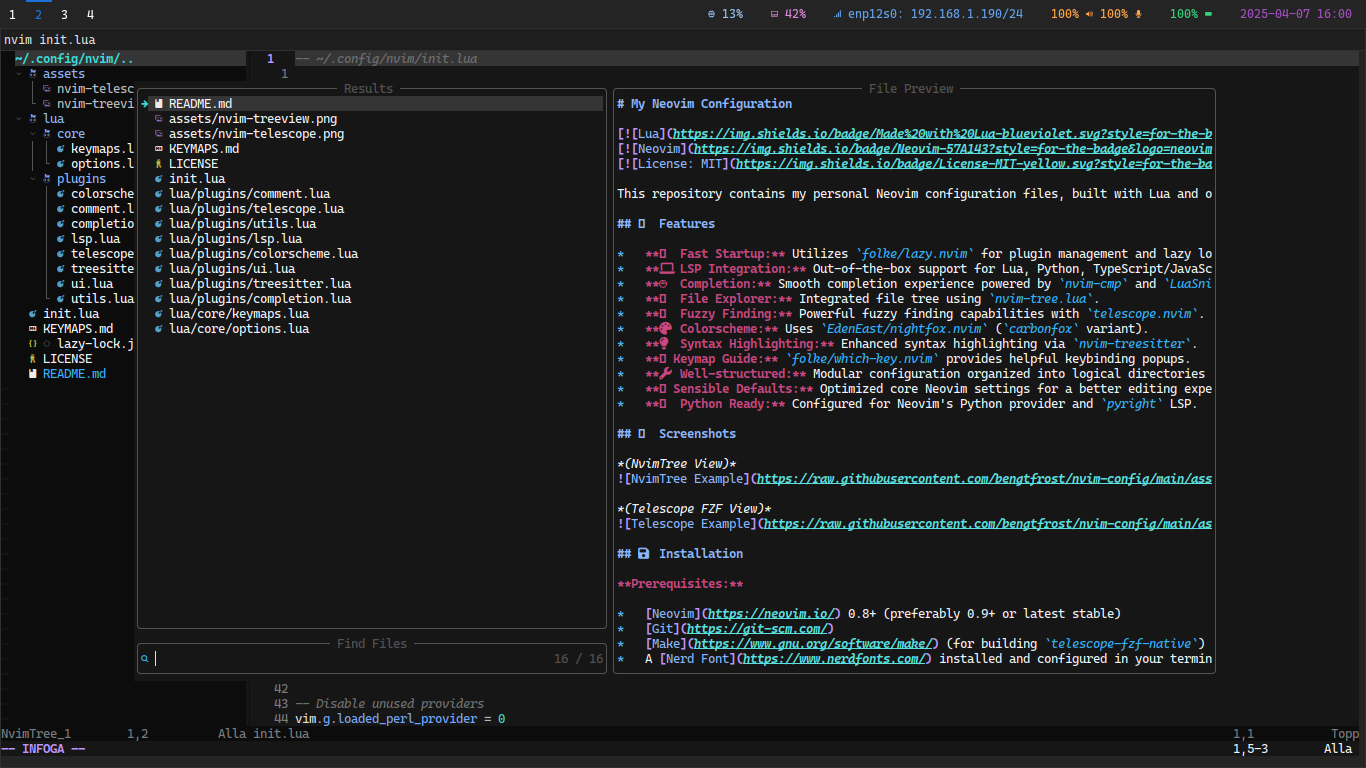 1 2 3 4 13% 42% enp12s0: 192.168.1.190/24 100% 100% 100% 2025-04-07 16:00
nvim init.lua
~/.config/nvim/..
assets
nvim-telesc
nvim-treevi
lua
core
keymaps.l
options.l
plugins
colorsche
comment.l
completio
lsp.lua
telescope
treesitte
ui.lua
utils.lua
init.lua
KEYMAPS.md
{} lazy-lock.j
LICENSE
README.md
1 -- ~/.config/nvim/init.lua
1
Results
README.md
assets/nvim-treeview.png
assets/nvim-telescope.png
KEYMAPS.md
LICENSE
init.lua
lua/plugins/comment.lua
lua/plugins/telescope.lua
lua/plugins/utils.lua
lua/plugins/lsp.lua
lua/plugins/colorscheme.lua
lua/plugins/ui.lua
lua/plugins/treesitter.lua
lua/plugins/completion.lua
lua/core/keymaps.lua
lua/core/options.lua
Find Files
16 / 16
File Preview
# My Neovim Configuration
[![Lua](https://img.shields.io/badge/Made%20with%20Lua-blueviolet.svg?style=for-the-b
[![Neovim](https://img.shields.io/badge/Neovim-57A143?style=for-the-badge&logo=neovim
[![License: MIT](https://img.shields.io/badge/License-MIT-yellow.svg?style=for-the-ba
This repository contains my personal Neovim configuration files, built with Lua and o
## Features
* ** Fast Startup:** Utilizes `folke/lazy.nvim` for plugin management and lazy lo
* ** LSP Integration:** Out-of-the-box support for Lua, Python, TypeScript/JavaSc
* ** Completion:** Smooth completion experience powered by `nvim-cmp` and `LuaSni
* ** File Explorer:** Integrated file tree using `nvim-tree.lua`.
* ** Fuzzy Finding:** Powerful fuzzy finding capabilities with `telescope.nvim`.
* ** Colorscheme:** Uses `EdenEast/nightfox.nvim` (`carbonfox` variant).
* ** Syntax Highlighting:** Enhanced syntax highlighting via `nvim-treesitter`.
* ** Keymap Guide:** `folke/which-key.nvim` provides helpful keybinding popups.
* ** Well-structured:** Modular configuration organized into logical directories
* ** Sensible Defaults:** Optimized core Neovim settings for a better editing expe
* ** Python Ready:** Configured for Neovim's Python provider and `pyright` LSP.
## Screenshots
*(NvimTree View)*
![NvimTree Example](https://raw.githubusercontent.com/bengtfrost/nvim-config/main/ass
*(Telescope FZF View)*
![Telescope Example](https://raw.githubusercontent.com/bengtfrost/nvim-config/main/as
## Installation
**Prerequisites:**
* [Neovim](https://neovim.io/) 0.8+ (preferably 0.9+ or latest stable)
* [Git](https://git-scm.com/)
* [Make](https://www.gnu.org/software/make/) (for building `telescope-fzf-native`)
* A [Nerd Font](https://www.nerdfonts.com/) installed and configured in your termin
42
43 -- Disable unused providers
44 vim.g.loaded_perl_provider = 0
NvimTree_1 1,2 Alla init.lua 1,1 Topp
-- INFOGA -- 1,5-3 Alla